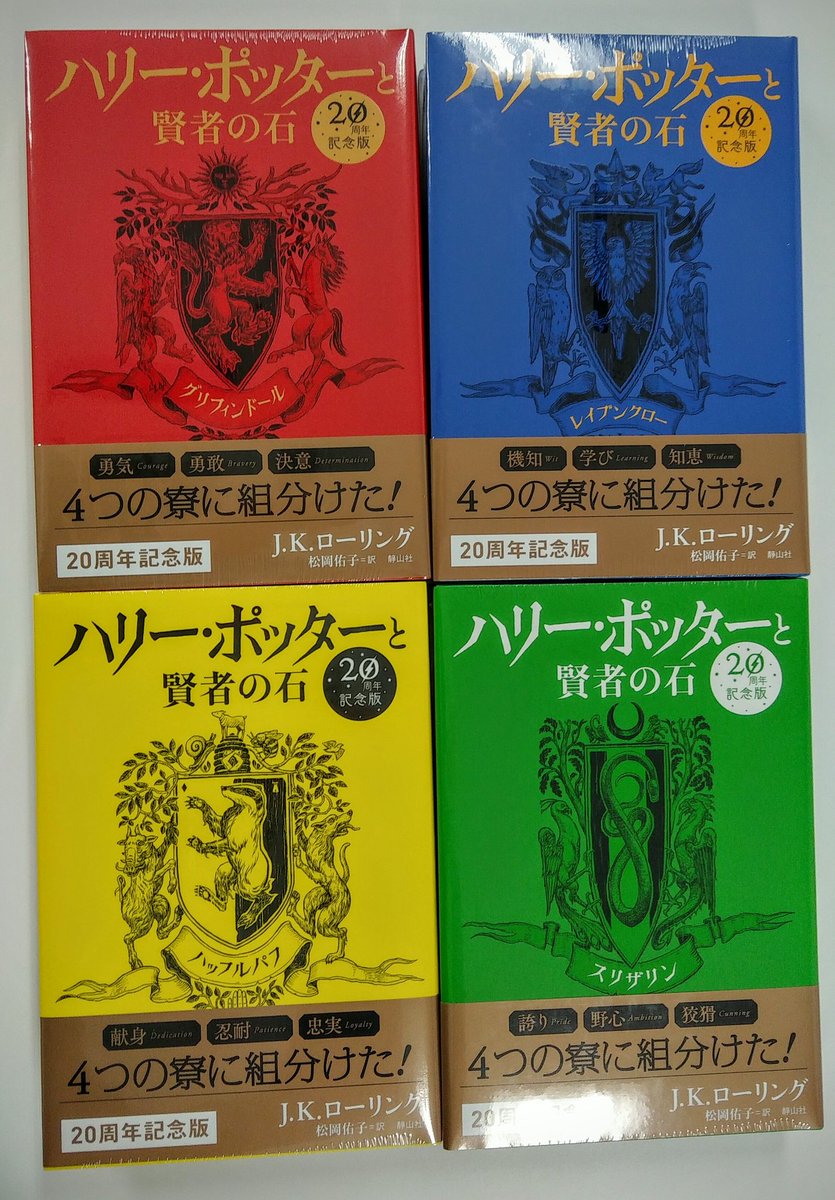 ハリー・ポッターと
賢者の石
20
周年
記念版
グリフィンドール
勇気 Courage 勇敢 Bravery 決意 Determination
4つの寮に組分けた!
J.K.ローリング
20周年記念版
松岡佑子=訳 静山社
ハリー・ポッターと
賢者の石
20
周年
記念版
レイブンクロー
機知 Wit 学び Learning 知恵 Wisdom
4つの寮に組分けた!
J.K.ローリング
20周年記念版
松岡佑子=訳 静山社
ハリー・ポッターと
賢者の石
20
周年
記念版
ハッフルパフ
献身 Dedication 忍耐 Patience 忠実 Loyalty
4つの寮に組分けた!
J.K.ローリング
20周年記念版
松岡佑子=訳 静山社
ハリー・ポッターと
賢者の石
20
周年
記念版
スリザリン
誇り Pride 野心 Ambition 狡猾 Cunning
4つの寮に組分けた!
J.K.ローリング
20周
松岡佑子=訳 静山社